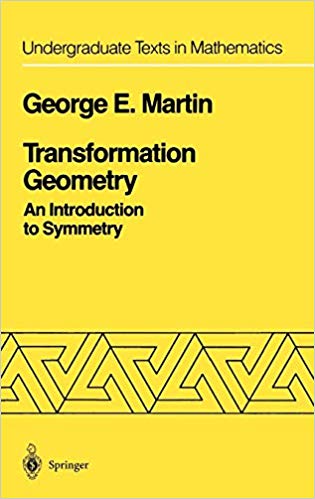 Undergraduate Texts in Mathematics
George E. Martin
Transformation
Geometry
An Introduction
to Symmetry
Springer